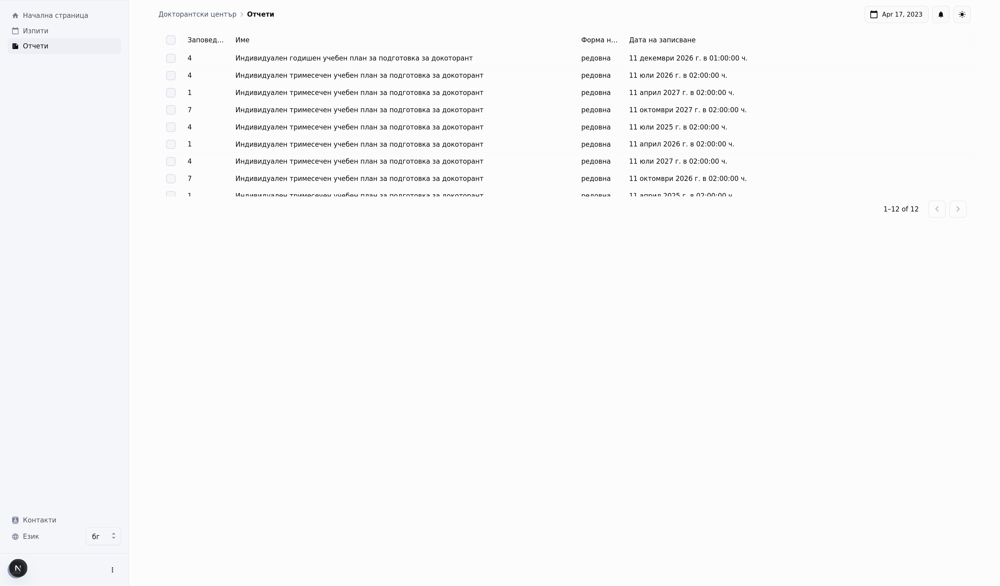 Начална страница
Изпити
Отчети
Докторантски център > Отчети
Apr 17, 2023
Заповед... Име Форма н... Дата на записване
4 Индивидуален годишен учебен план за подготовка за докоторант редовна 11 декември 2026 г. в 01:00:00 ч.
4 Индивидуален тримесечен учебен план за подготовка за докоторант редовна 11 юли 2026 г. в 02:00:00 ч.
1 Индивидуален тримесечен учебен план за подготовка за докоторант редовна 11 април 2027 г. в 02:00:00 ч.
7 Индивидуален тримесечен учебен план за подготовка за докоторант редовна 11 октомври 2027 г. в 02:00:00 ч.
4 Индивидуален тримесечен учебен план за подготовка за докоторант редовна 11 юли 2025 г. в 02:00:00 ч.
1 Индивидуален тримесечен учебен план за подготовка за докоторант редовна 11 април 2026 г. в 02:00:00 ч.
4 Индивидуален тримесечен учебен план за подготовка за докоторант редовна 11 юли 2027 г. в 02:00:00 ч.
7 Индивидуален тримесечен учебен план за подготовка за докоторант редовна 11 октомври 2026 г. в 02:00:00 ч.
1 Индивидуален тримесечен учебен план за подготовка за докоторант редовна 11 април 2025 г. в 02:00:00 ч.
1–12 of 12
Контакти
Език бг
N